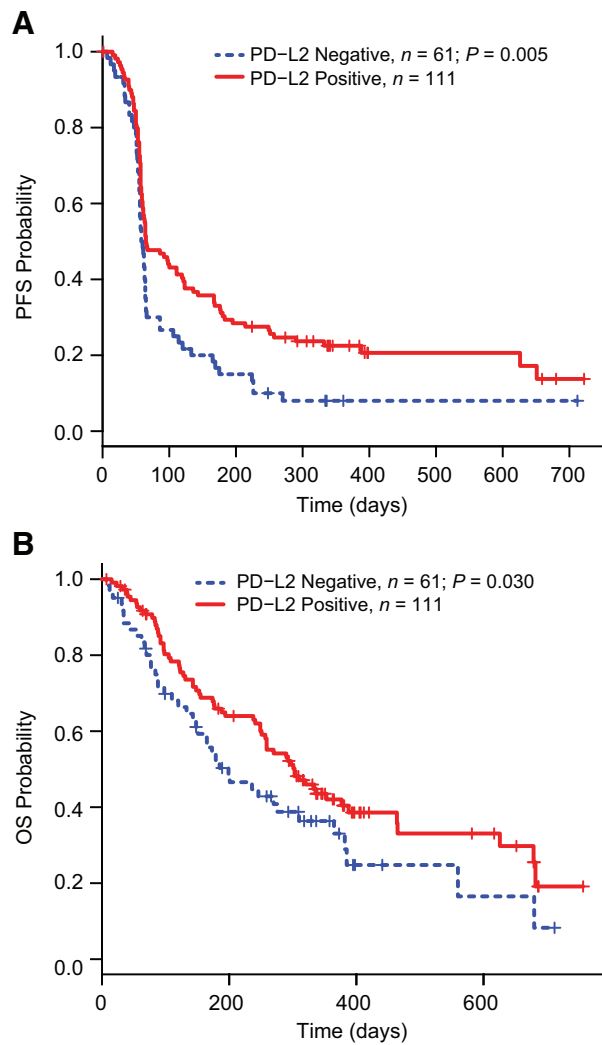 A
PD−L2 Negative, n = 61; P = 0.005
PD−L2 Positive, n = 111
PFS Probability
1.0
0.8
0.6
0.4
0.2
0.0
0 100 200 300 400 500 600 700
Time (days)
B
PD−L2 Negative, n = 61; P = 0.030
PD−L2 Positive, n = 111
OS Probability
1.0
0.8
0.6
0.4
0.2
0.0
0 200 400 600
Time (days)